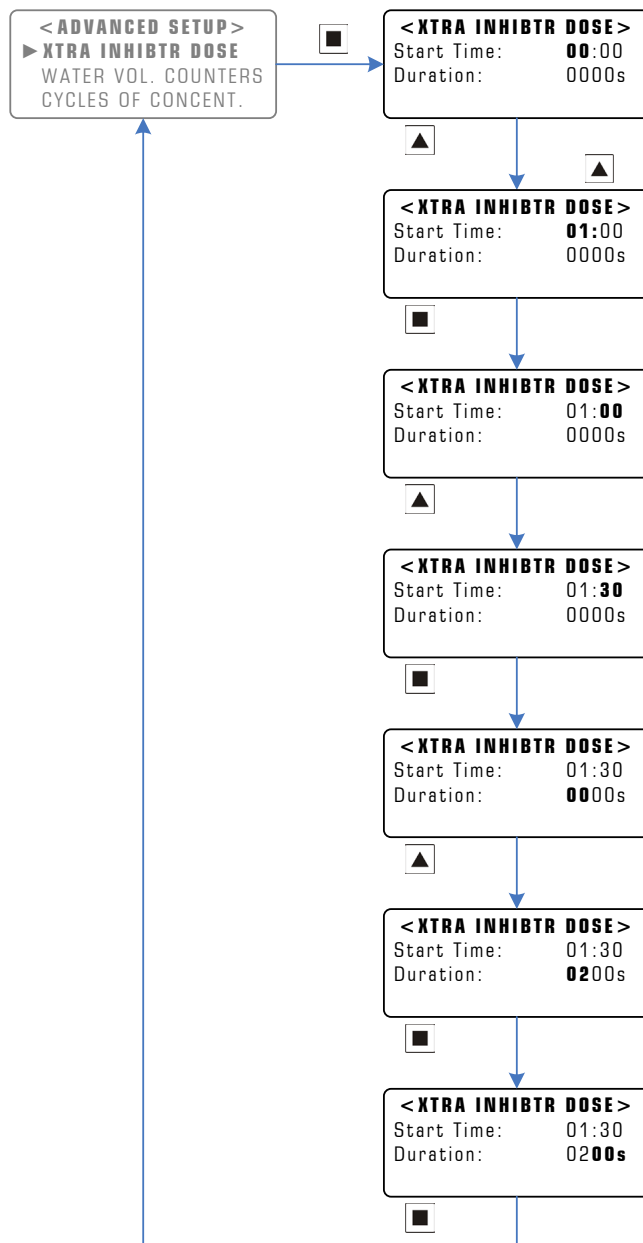 <ADVANCED SETUP>
►XTRA INHIBTR DOSE
WATER VOL. COUNTERS
CYCLES OF CONCENT.
<XTRA INHIBTR DOSE>
Start Time: 00:00
Duration: 0000s
<XTRA INHIBTR DOSE>
Start Time: 01:00
Duration: 0000s
<XTRA INHIBTR DOSE>
Start Time: 01:00
Duration: 0000s
<XTRA INHIBTR DOSE>
Start Time: 01:30
Duration: 0000s
<XTRA INHIBTR DOSE>
Start Time: 01:30
Duration: 0000s
<XTRA INHIBTR DOSE>
Start Time: 01:30
Duration: 0200s
<XTRA INHIBTR DOSE>
Start Time: 01:30
Duration: 0200s